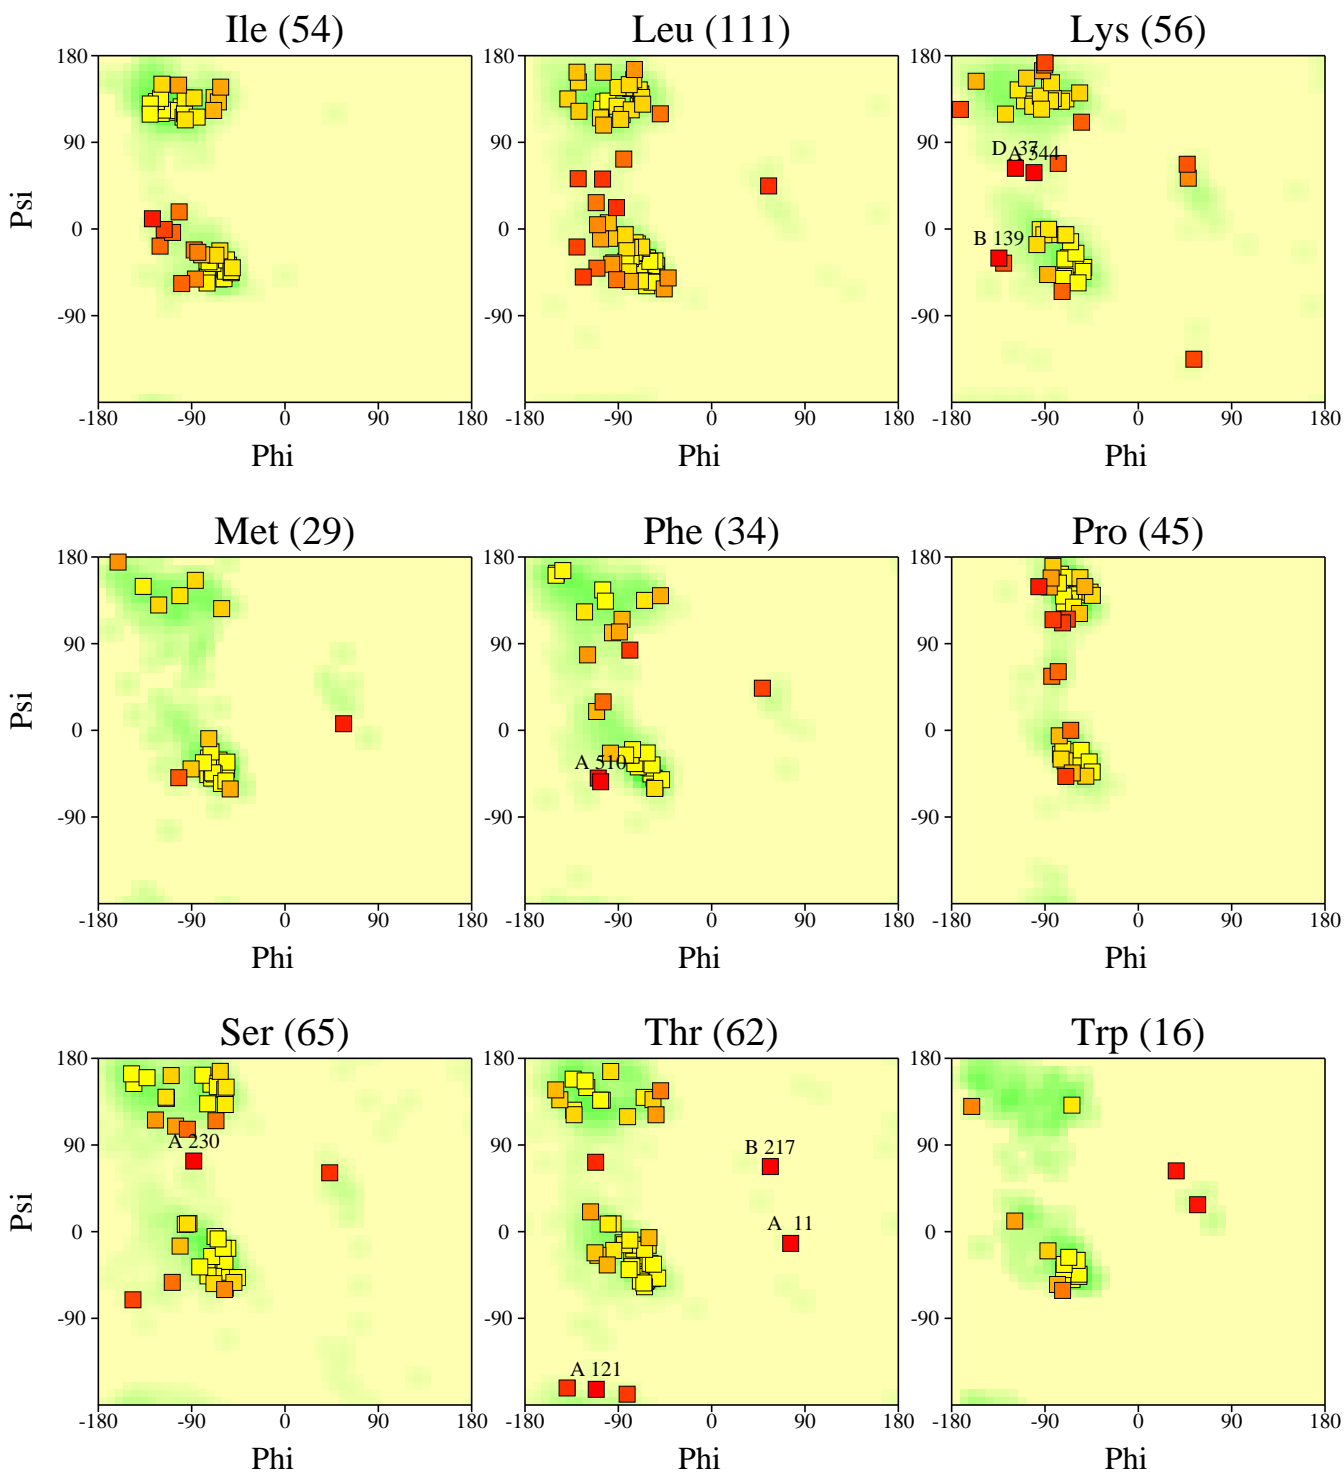 Ile (54) Leu (111) Lys (56)
180 180 180
90 90 90
D 37 A 544
Psi 0 0 0
B 139
-90 -90 -90
-180 -90 0 90 180 -180 -90 0 90 180 -180 -90 0 90 180
Phi Phi Phi
Met (29) Phe (34) Pro (45)
180 180 180
90 90 90
Psi 0 0 0
A 510
-90 -90 -90
-180 -90 0 90 180 -180 -90 0 90 180 -180 -90 0 90 180
Phi Phi Phi
Ser (65) Thr (62) Trp (16)
180 180 180
90 90 90
A 230 B 217
Psi 0 0 0
A 11
-90 -90 -90
A 121
-180 -90 0 90 180 -180 -90 0 90 180 -180 -90 0 90 180
Phi Phi Phi